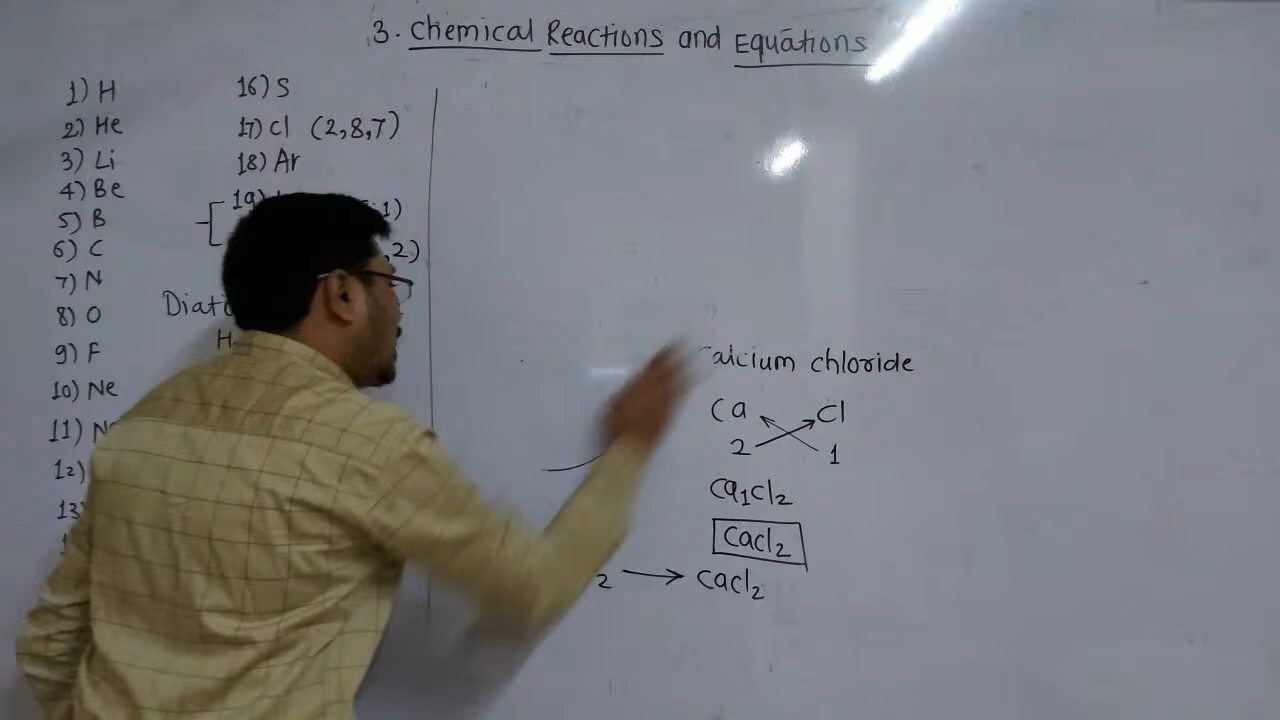 3. Chemical Reactions and Equations
1) H
2) He
3) Li
4) Be
5) B
6) C
7) N
8) O
9) F
10) Ne
11)
12)
13)
16) S
17) Cl (2,8,7)
18) Ar
19) 1)
,2)
H
Calcium chloride
Ca Cl
2 1
Ca1Cl2
CaCl2
2 → CaCl2